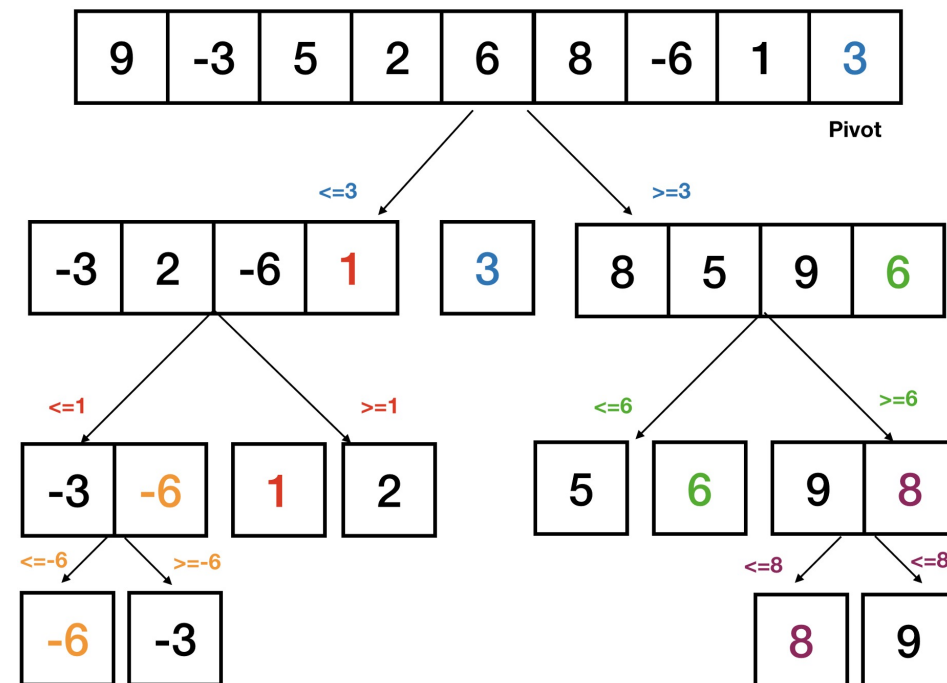 9 -3 5 2 6 8 -6 1 3
Pivot
<=3 >=3
-3 2 -6 1 3 8 5 9 6
<=1 >=1 <=6 >=6
-3 -6 1 2 5 6 9 8
<=-6 >=-6 <=8 <=8
-6 -3 8 9